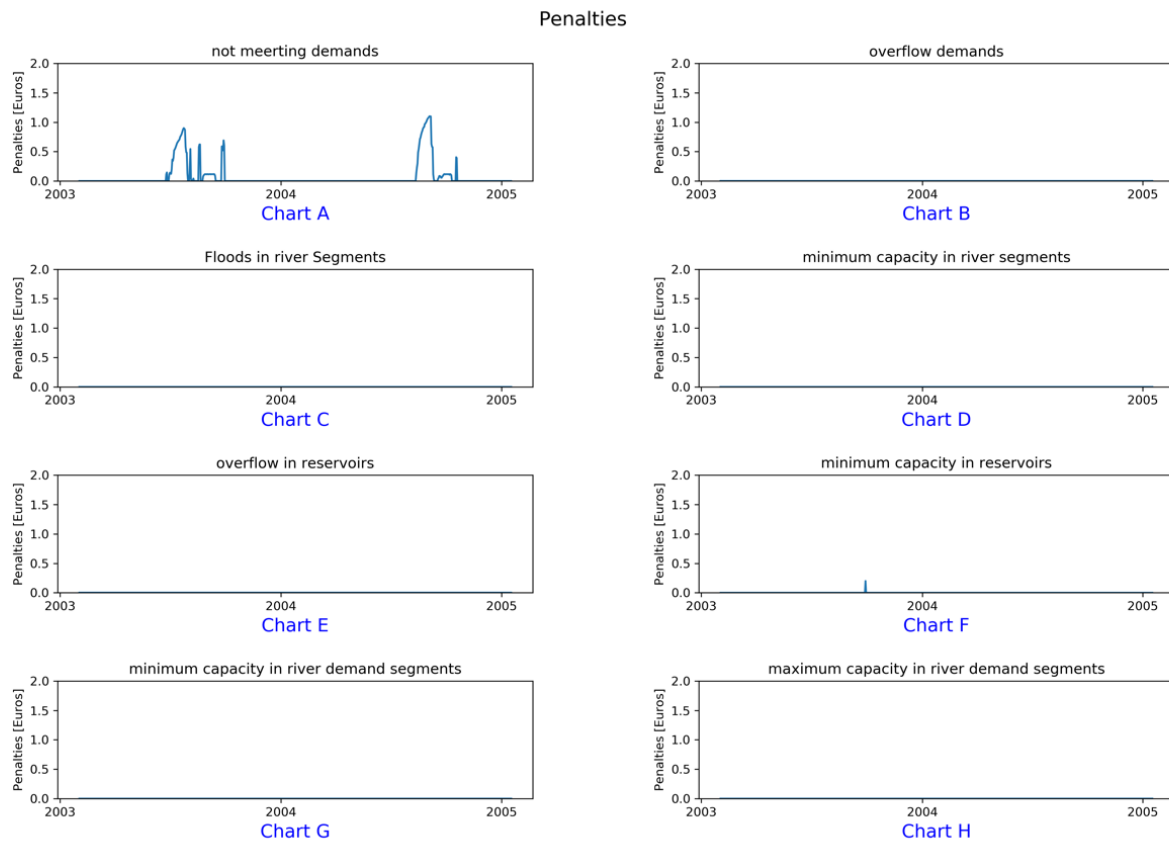 Penalties
not meerting demands
overflow demands
Penalties [Euros]
2.0
1.5
1.0
0.5
0.0
2003 2004 2005
Chart A
Penalties [Euros]
2.0
1.5
1.0
0.5
0.0
2003 2004 2005
Chart B
Floods in river Segments
minimum capacity in river segments
Penalties [Euros]
2.0
1.5
1.0
0.5
0.0
2003 2004 2005
Chart C
Penalties [Euros]
2.0
1.5
1.0
0.5
0.0
2003 2004 2005
Chart D
overflow in reservoirs
minimum capacity in reservoirs
Penalties [Euros]
2.0
1.5
1.0
0.5
0.0
2003 2004 2005
Chart E
Penalties [Euros]
2.0
1.5
1.0
0.5
0.0
2003 2004 2005
Chart F
minimum capacity in river demand segments
maximum capacity in river demand segments
Penalties [Euros]
2.0
1.5
1.0
0.5
0.0
2003 2004 2005
Chart G
Penalties [Euros]
2.0
1.5
1.0
0.5
0.0
2003 2004 2005
Chart H